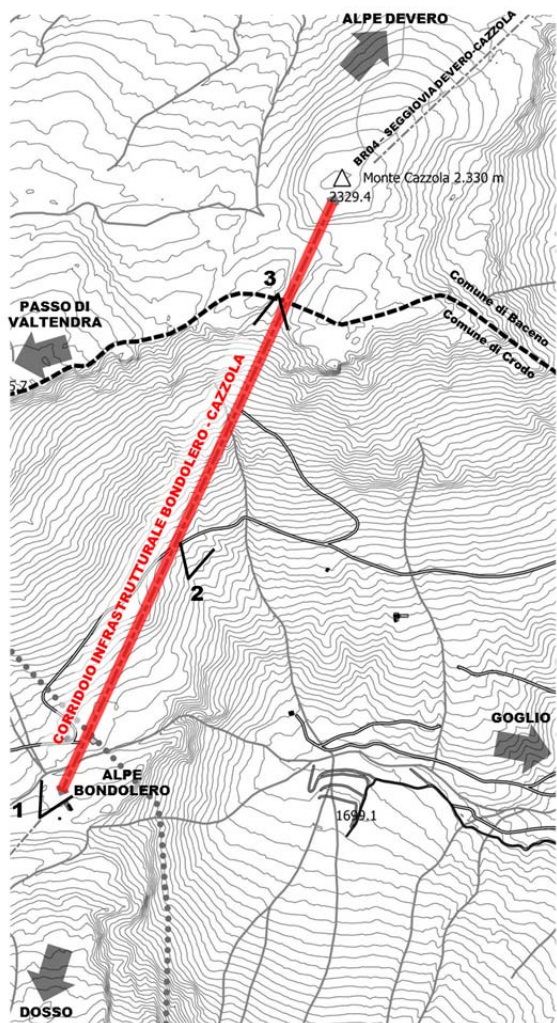 ALPE DEVERO
BR04 - SEGGIOVIA DEVERO-CAZZOLA
Monte Cazzola 2.330 m
2329.4
3
PASSO DI
VALTENDRA
Comune di Baceno
Comune di Crodo
CORRIDOIO INFRASTRUTTURALE BONDOLERO - CAZZOLA
2
GOGLIO
ALPE
BONDOLERO
1
1699.1
DOSSO